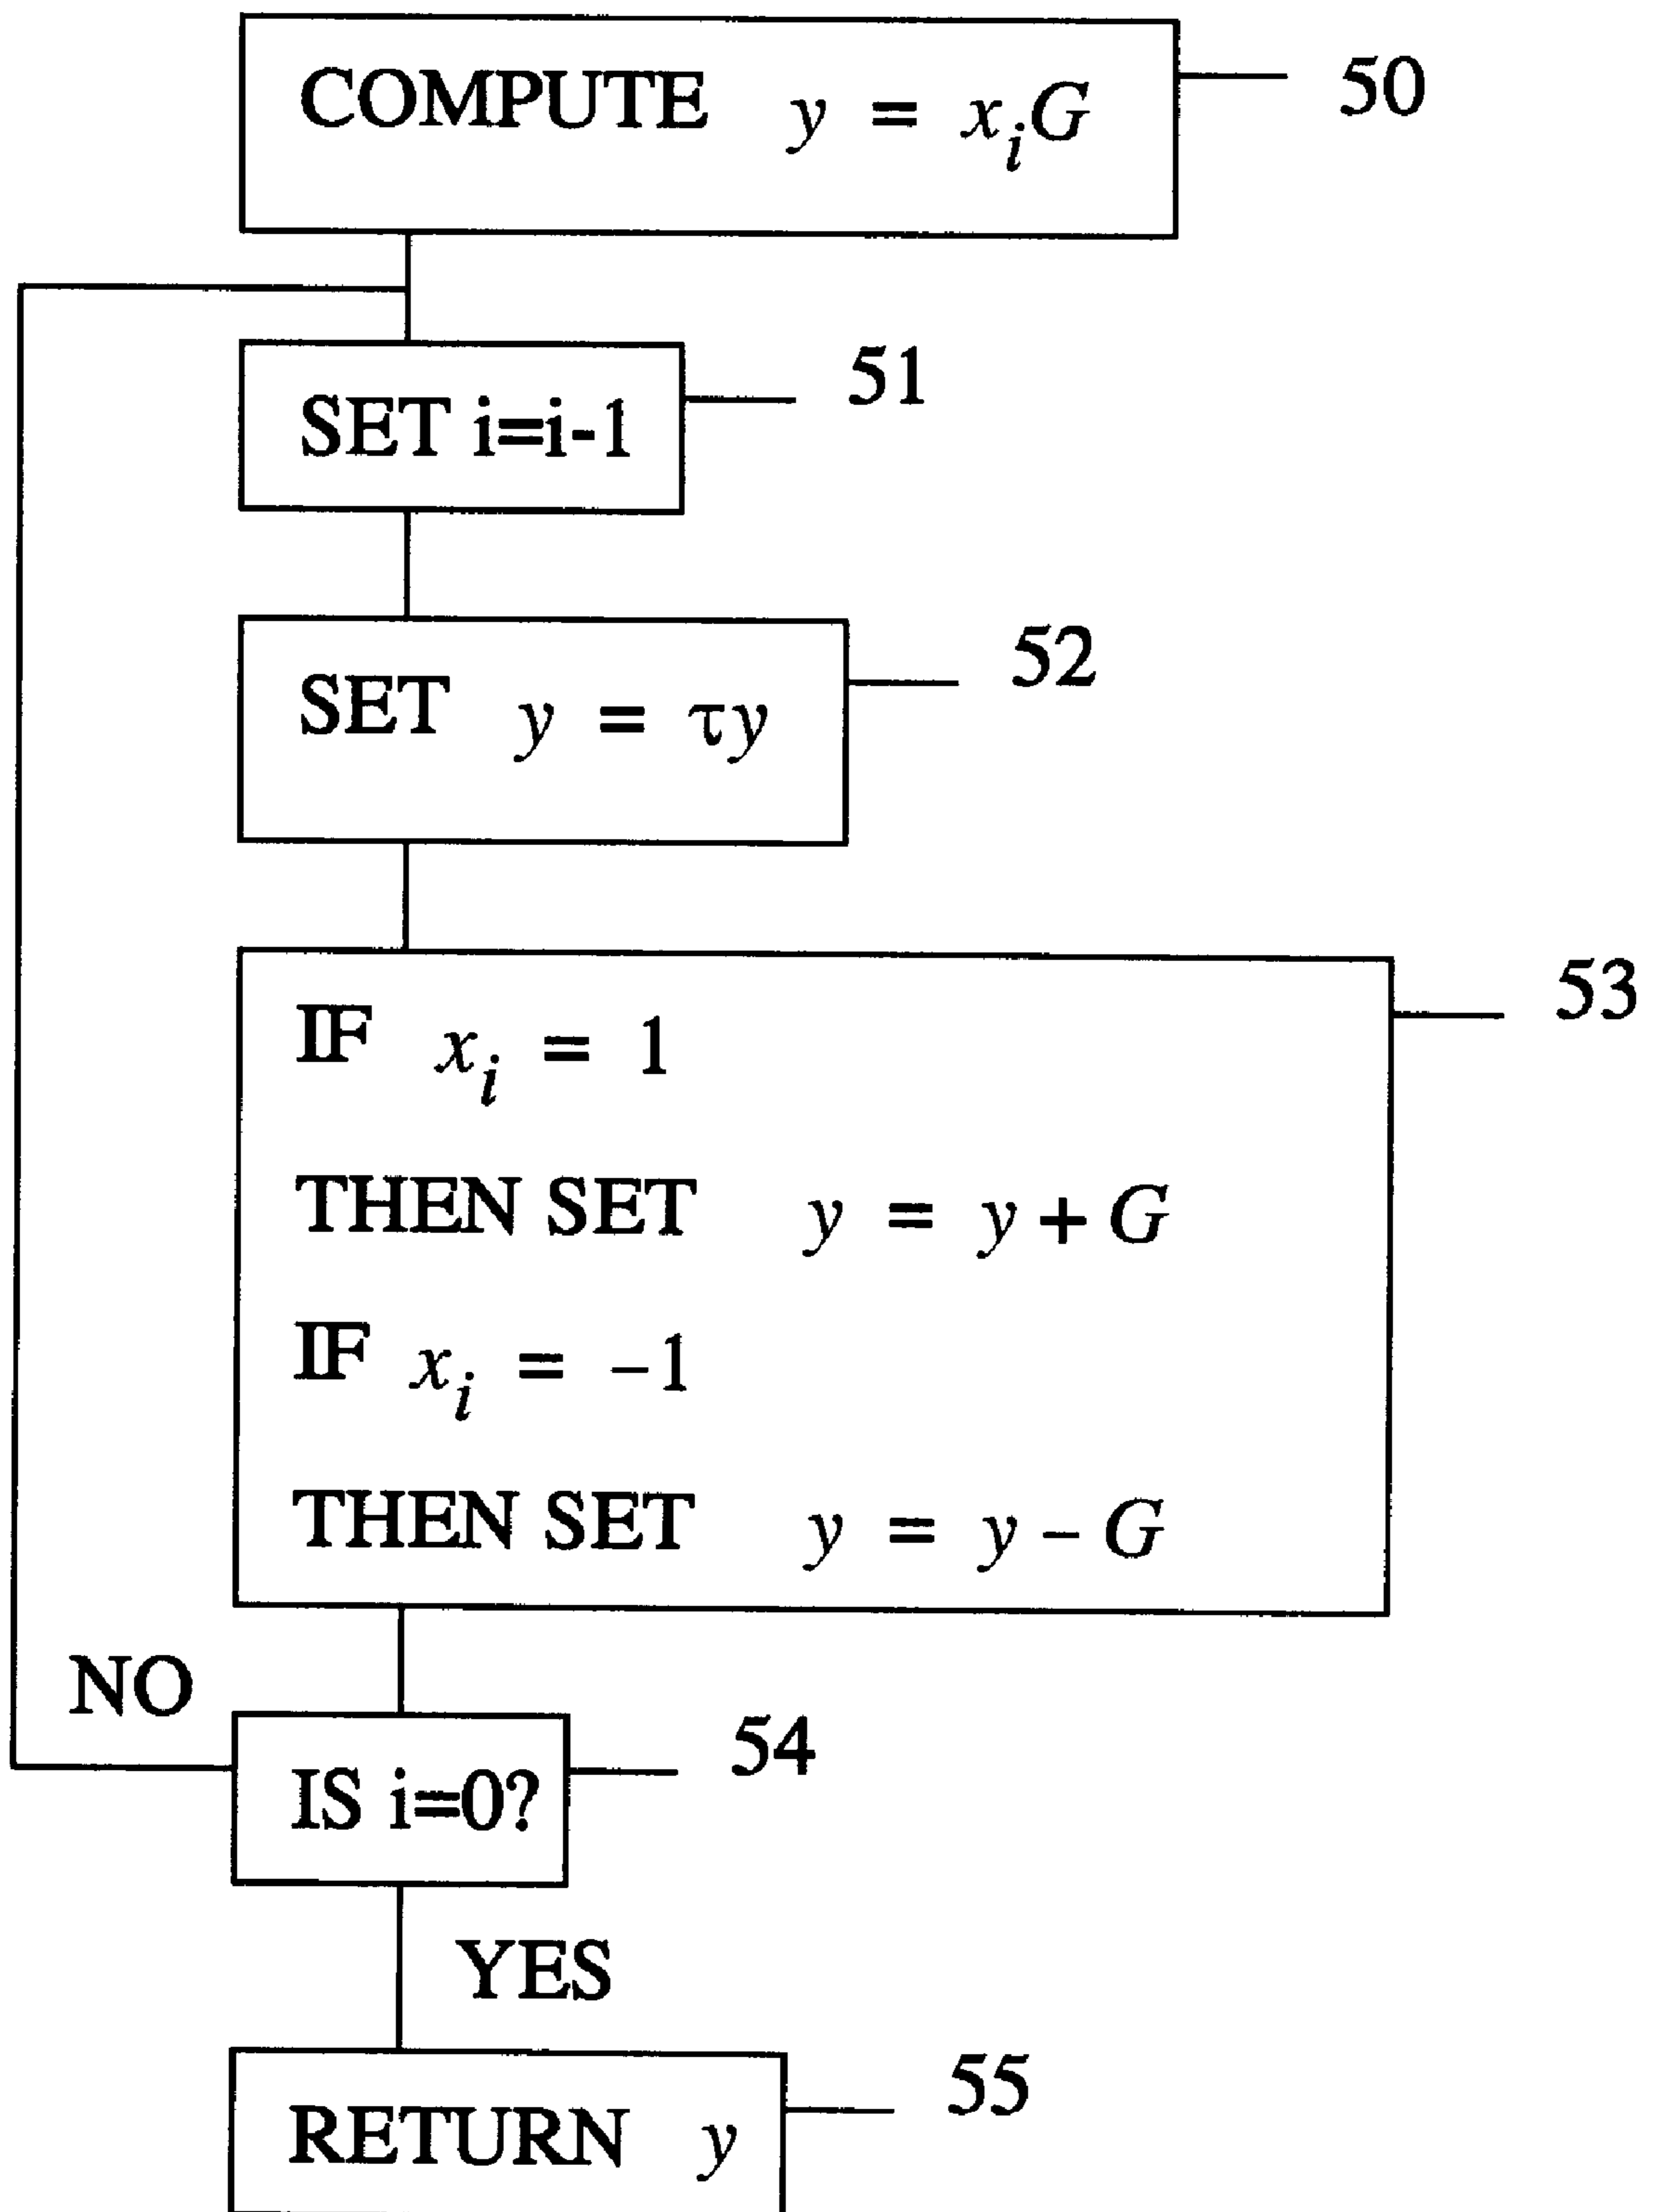 COMPUTE y = x_i G 50
SET i=i-1 51
SET y = τy 52
IF x_i = 1 53
THEN SET y = y + G
IF x_i = −1
THEN SET y = y − G
NO
IS i=0? 54
YES
RETURN y 55